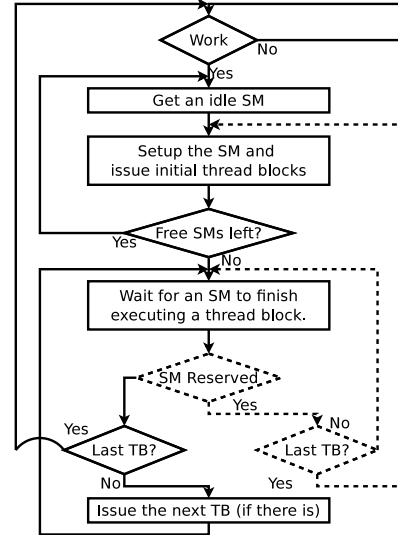 Work
No
Yes
Get an idle SM
Setup the SM and
issue initial thread blocks
Free SMs left?
Yes
No
Wait for an SM to finish
executing a thread block.
SM Reserved
Yes
Yes
No
Last TB?
Last TB?
No
Yes
Issue the next TB (if there is)